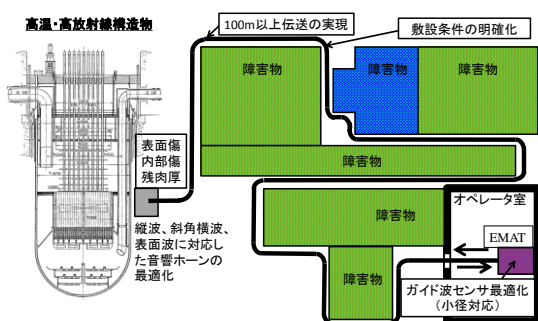 高温・高放射線構造物
100m以上伝送の実現
敷設条件の明確化
障害物
障害物
障害物
表面傷
内部傷
残肉厚
障害物
縦波、斜角横波、
表面波に対応し
た音響ホーンの
最適化
障害物
オペレータ室
EMAT
障害物
ガイド波センサ最適化
（小径対応）